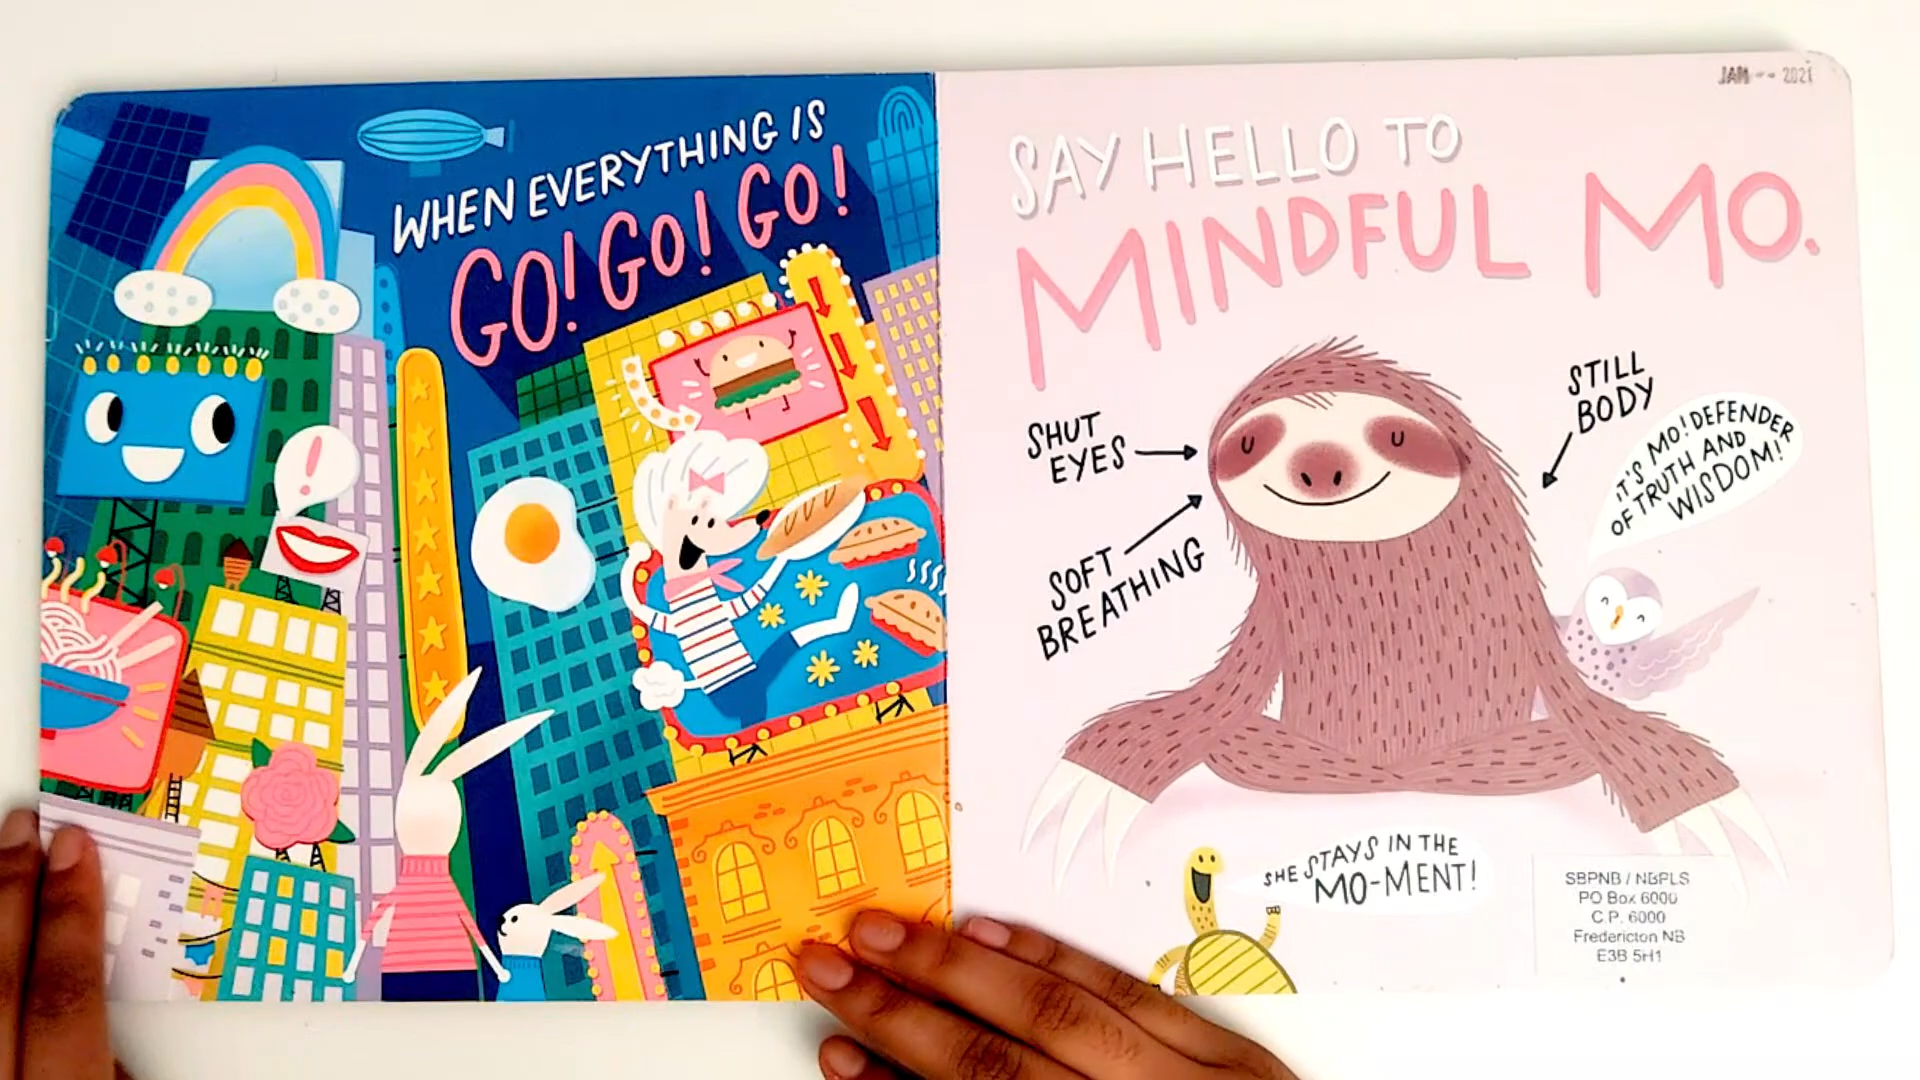 WHEN EVERYTHING IS
GO! GO! GO!
!
JAN 2021
SAY HELLO TO
MINDFUL MO.
SHUT
EYES
SOFT
BREATHING
STILL
BODY
IT'S MO! DEFENDER
OF TRUTH AND
WISDOM!
SHE STAYS IN THE
MO-MENT!
SBPNB / NBPLS
PO Box 6000
C.P. 6000
Fredericton NB
E3B 5H1